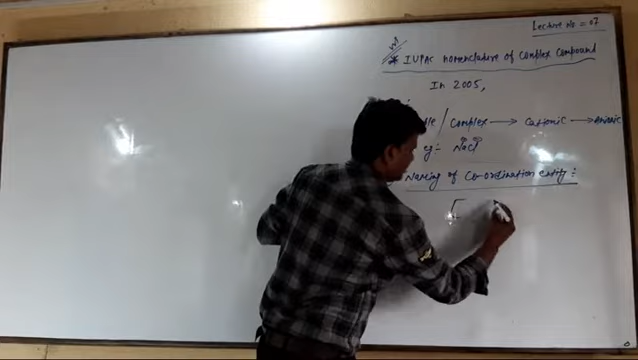 Lecture No = 07
* IUPAC nomenclature of Complex Compound
In 2005,
/ Complex → Cationic → Anionic
eg:- NaCl
Naming of Co-ordination entity:
[